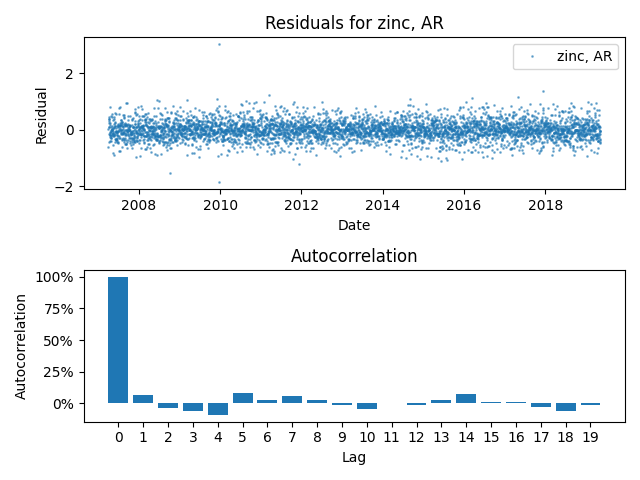 Residuals for zinc, AR
zinc, AR
2
0
−2
Residual
2008 2010 2012 2014 2016 2018
Date
Autocorrelation
100%
75%
50%
25%
0%
Autocorrelation
0 1 2 3 4 5 6 7 8 9 10 11 12 13 14 15 16 17 18 19
Lag